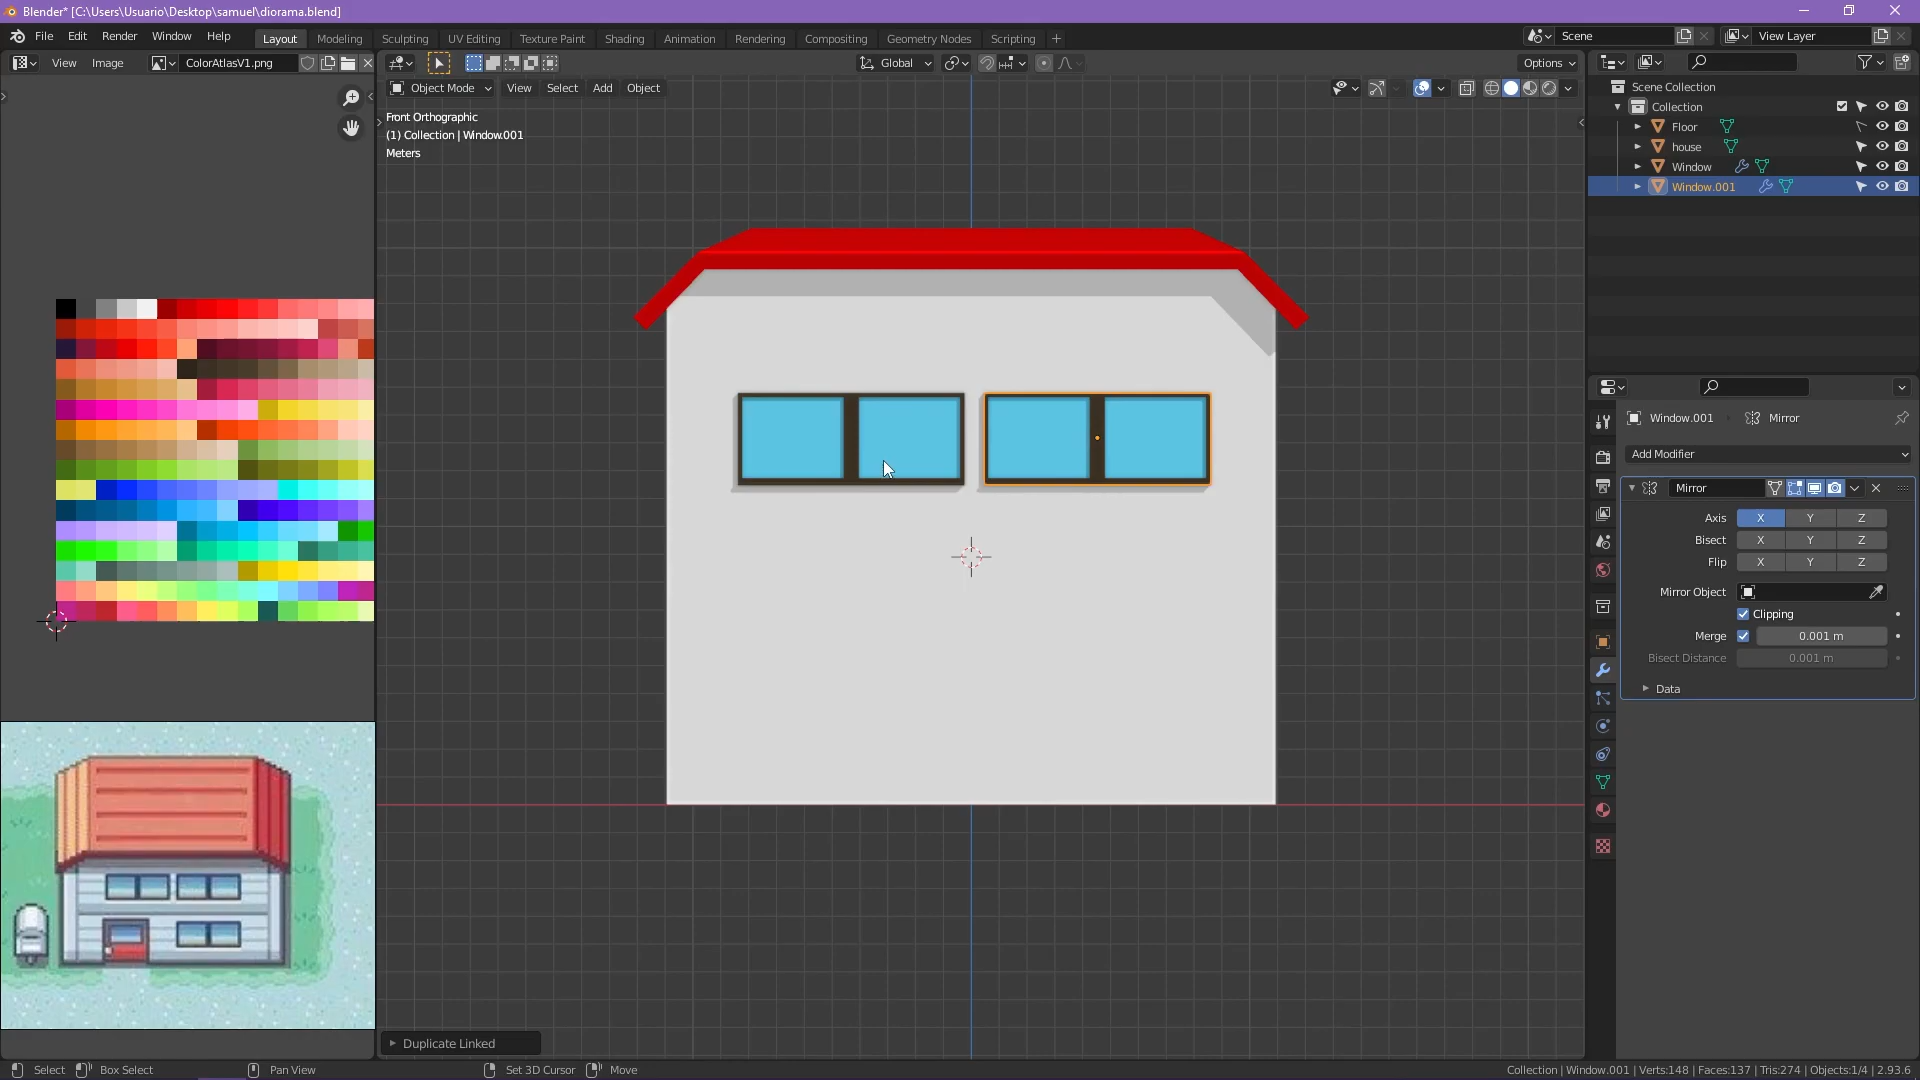 Blender* [C:\Users\Usuario\Desktop\samuel\diorama.blend]
File Edit Render Window Help
Layout Modeling Sculpting UV Editing Texture Paint Shading Animation Rendering Compositing Geometry Nodes Scripting +
Scene
View Layer
View Image ColorAtlasV1.png
Global
Options
Object Mode View Select Add Object
Front Orthographic
(1) Collection | Window.001
Meters
Scene Collection
Collection
Floor
house
Window
Window.001
Window.001 Mirror
Add Modifier
Mirror
Axis X Y Z
Bisect X Y Z
Flip X Y Z
Mirror Object
Clipping
Merge 0.001 m
Bisect Distance 0.001 m
Data
Duplicate Linked
Select Box Select Pan View Set 3D Cursor Move
Collection | Window.001 | Verts:148 | Faces:137 | Tris:274 | Objects:1/4 | 2.93.6